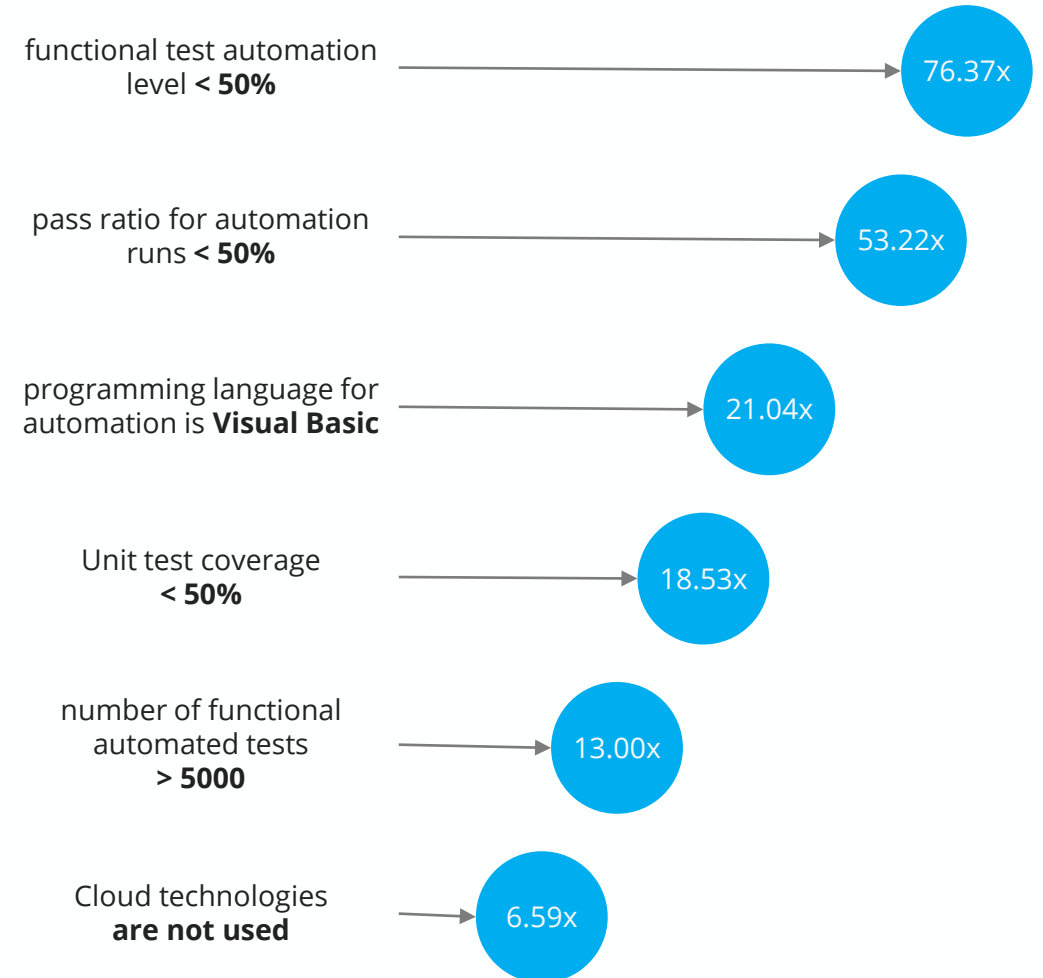 functional test automation
level < 50%
76.37x
pass ratio for automation
runs < 50%
53.22x
programming language for
automation is Visual Basic
21.04x
Unit test coverage
< 50%
18.53x
number of functional
automated tests
> 5000
13.00x
Cloud technologies
are not used
6.59x